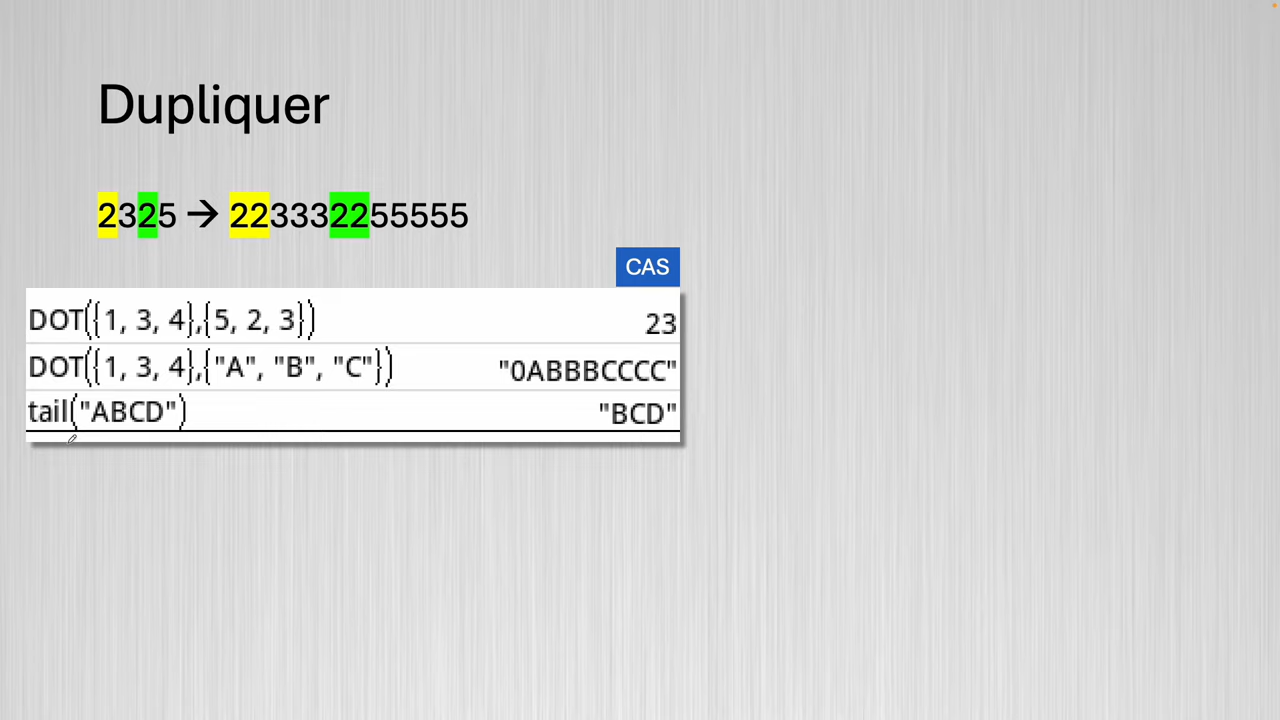 Dupliquer
2325 → 223332255555
CAS
DOT({1, 3, 4},{5, 2, 3}) 23
DOT({1, 3, 4},{"A", "B", "C"}) "0ABBBCCCC"
tail("ABCD") "BCD"